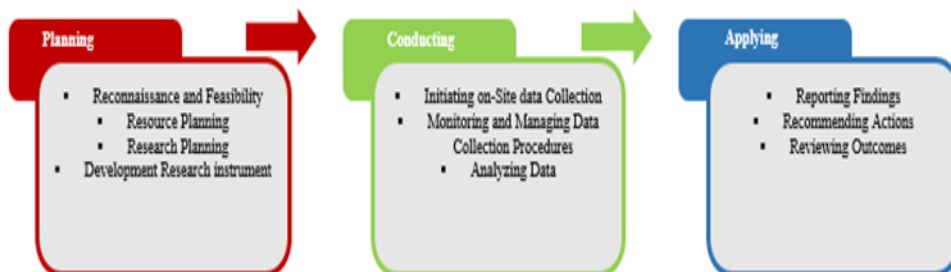 Planning
▪ Reconnaissance and Feasibility
▪ Resource Planning
▪ Research Planning
▪ Development Research instrument
Conducting
▪ Initiating on-Site data Collection
▪ Monitoring and Managing Data
Collection Procedures
▪ Analyzing Data
Applying
▪ Reporting Findings
▪ Recommending Actions
▪ Reviewing Outcomes